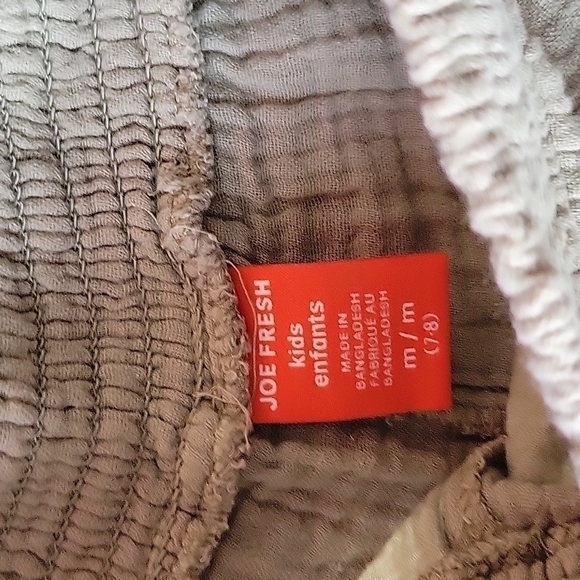 JOE FRESH
kids
enfants
MADE IN
BANGLADESH
FABRIQUÉ AU
BANGLADESH
m / m
(7-8)